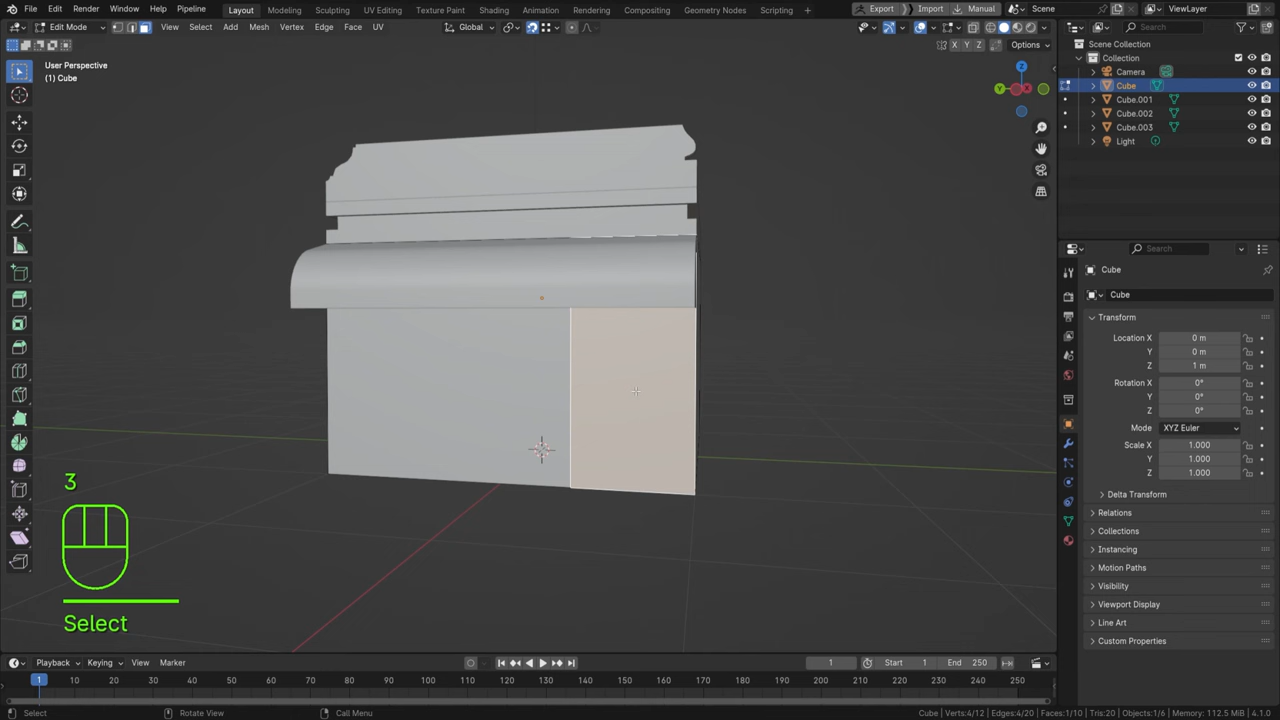 File Edit Render Window Help Pipeline
Layout Modeling Sculpting UV Editing Texture Paint Shading Animation Rendering Compositing Geometry Nodes Scripting +
Export Import Manual
Scene
ViewLayer
Edit Mode
View Select Add Mesh Vertex Edge Face UV
Global
X Y Z
Options
User Perspective
(1) Cube
Z
Y
Search
Scene Collection
Collection
Camera
Cube
Cube.001
Cube.002
Cube.003
Light
Search
Cube
Cube
Transform
Location X 0 m
Y 0 m
Z 1 m
Rotation X 0°
Y 0°
Z 0°
Mode XYZ Euler
Scale X 1.000
Y 1.000
Z 1.000
Delta Transform
Relations
Collections
Instancing
Motion Paths
Visibility
Viewport Display
Line Art
Custom Properties
3
Select
Playback Keying View Marker
1
Start 1
End 250
1 10 20 30 40 50 60 70 80 90 100 110 120 130 140 150 160 170 180 190 200 210 220 230 240 250
Select
Rotate View
Call Menu
Cube | Verts:4/12 | Edges:4/20 | Faces:1/10 | Tris:20 | Objects:1/6 | Memory: 112.5 MiB | 4.1.0